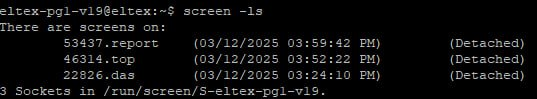 eltex-pg1-v19@eltex:~$ screen -ls
There are screens on:
53437.report (03/12/2025 03:59:42 PM) (Detached)
46314.top (03/12/2025 03:52:22 PM) (Detached)
22826.das (03/12/2025 03:24:10 PM) (Detached)
3 Sockets in /run/screen/S-eltex-pg1-v19.